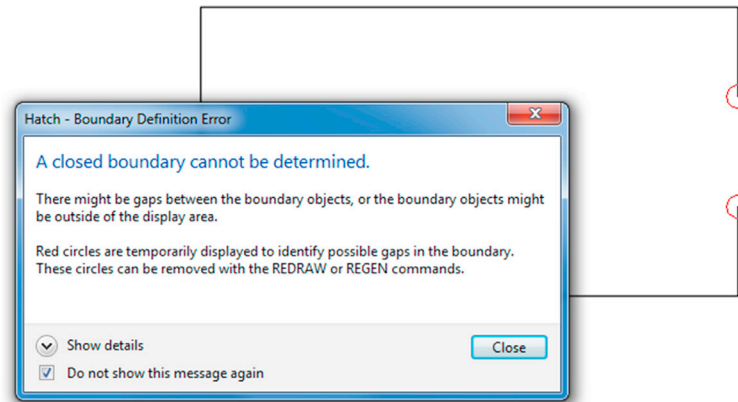 Hatch - Boundary Definition Error
A closed boundary cannot be determined.
There might be gaps between the boundary objects, or the boundary objects might
be outside of the display area.
Red circles are temporarily displayed to identify possible gaps in the boundary.
These circles can be removed with the REDRAW or REGEN commands.
Show details
Close
Do not show this message again